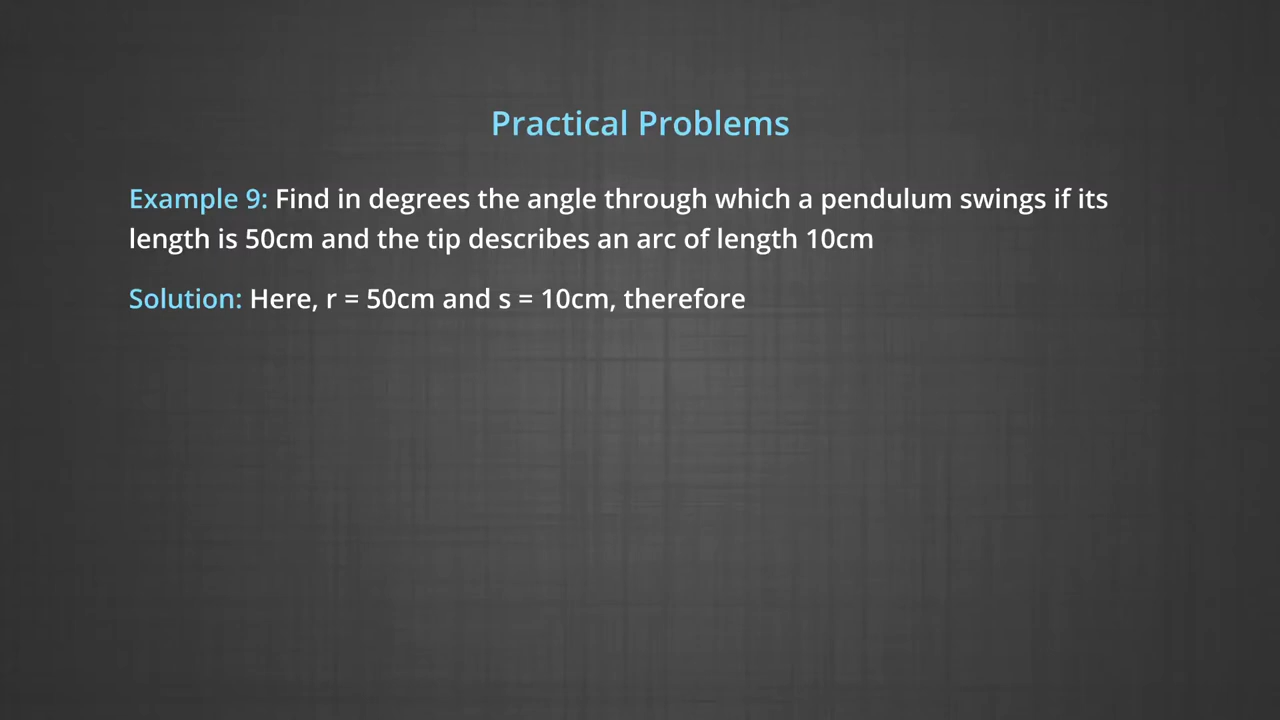 Practical Problems
Example 9: Find in degrees the angle through which a pendulum swings if its
length is 50cm and the tip describes an arc of length 10cm
Solution: Here, r = 50cm and s = 10cm, therefore